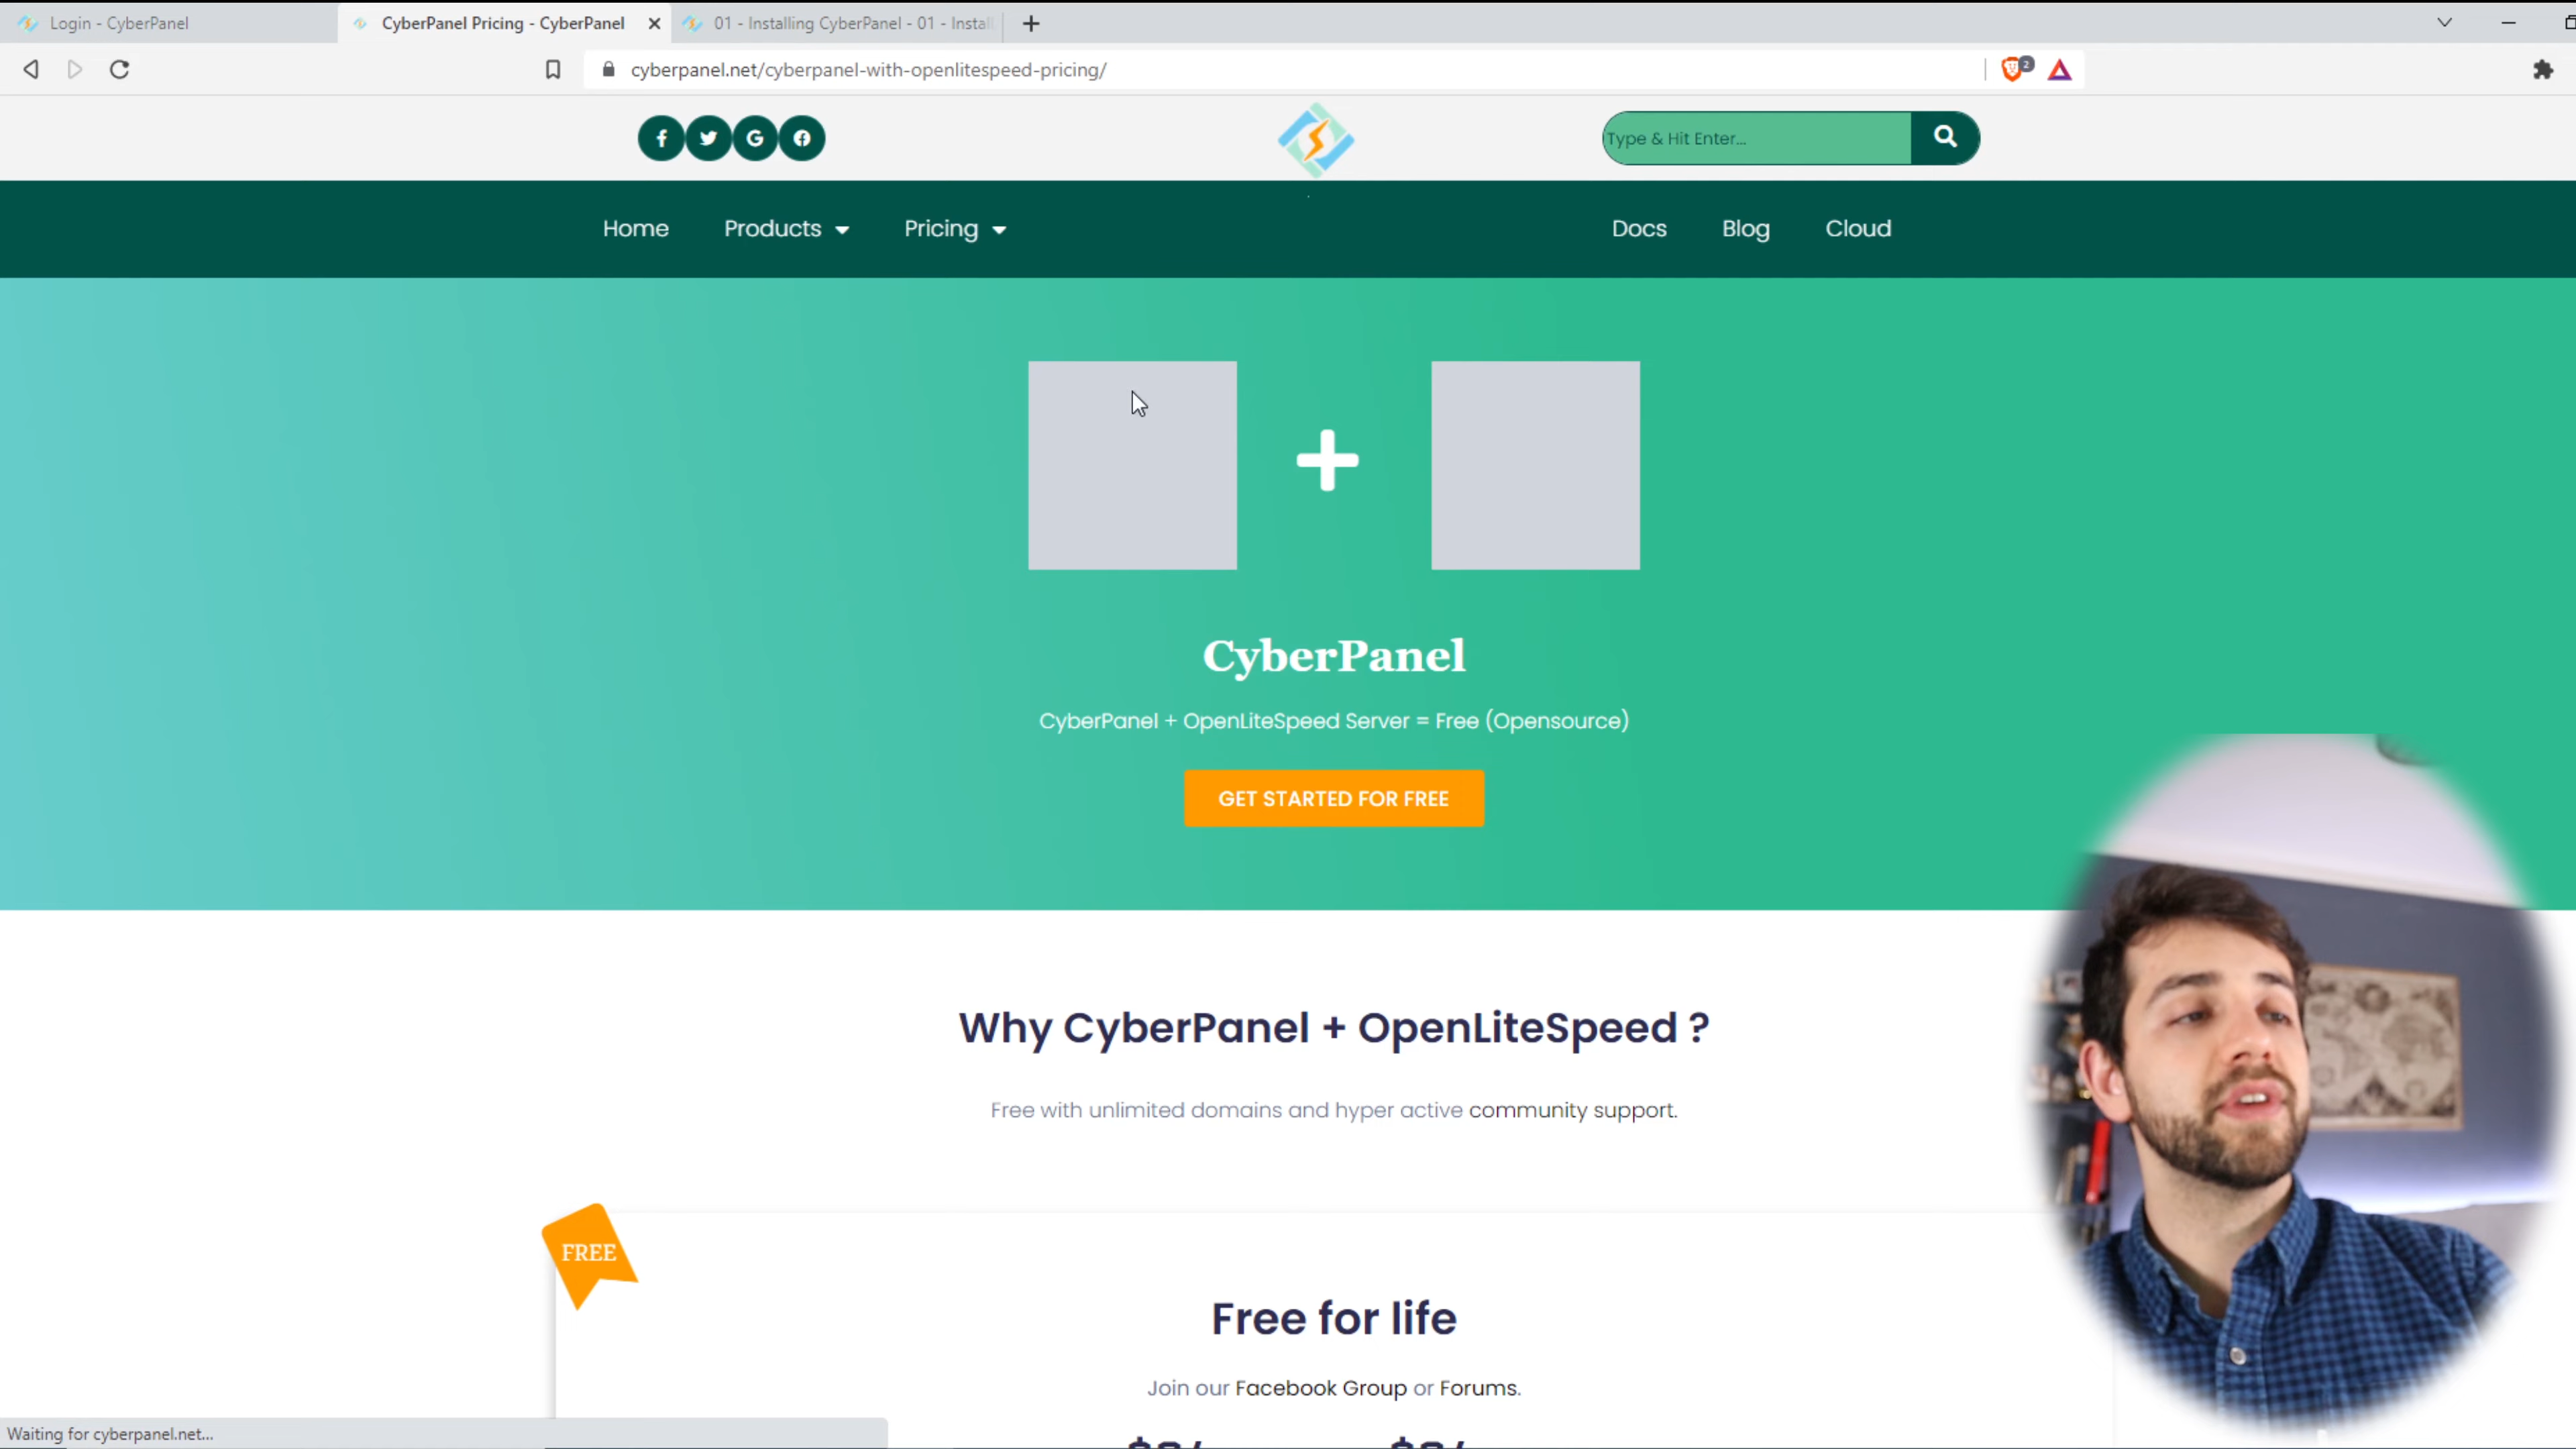 Login - CyberPanel
CyberPanel Pricing - CyberPanel
01 - Installing CyberPanel - 01 - Instal
cyberpanel.net/cyberpanel-with-openlitespeed-pricing/
2
Type & Hit Enter...
Home
Products
Pricing
Docs
Blog
Cloud
CyberPanel
CyberPanel + OpenLiteSpeed Server = Free (Opensource)
GET STARTED FOR FREE
Why CyberPanel + OpenLiteSpeed ?
Free with unlimited domains and hyper active community support.
FREE
Free for life
Join our Facebook Group or Forums.
Waiting for cyberpanel.net...